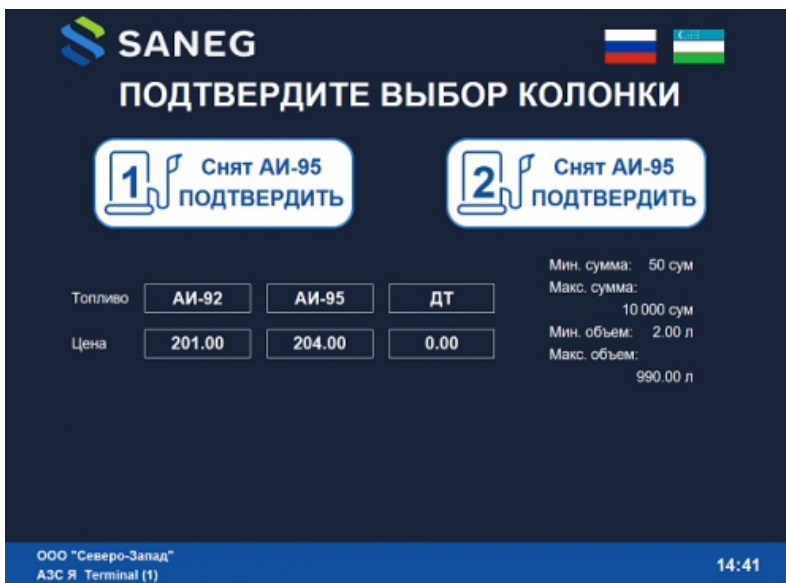 SANEG
ПОДТВЕРДИТЕ ВЫБОР КОЛОНКИ
1 Снят АИ-95
ПОДТВЕРДИТЬ
2 Снят АИ-95
ПОДТВЕРДИТЬ
Топливо АИ-92 АИ-95 ДТ
Цена 201.00 204.00 0.00
Мин. сумма: 50 сум
Макс. сумма:
10 000 сум
Мин. объем: 2.00 л
Макс. объем:
990.00 л
ООО "Северо-Запад"
АЗС Я Terminal (1)
14:41